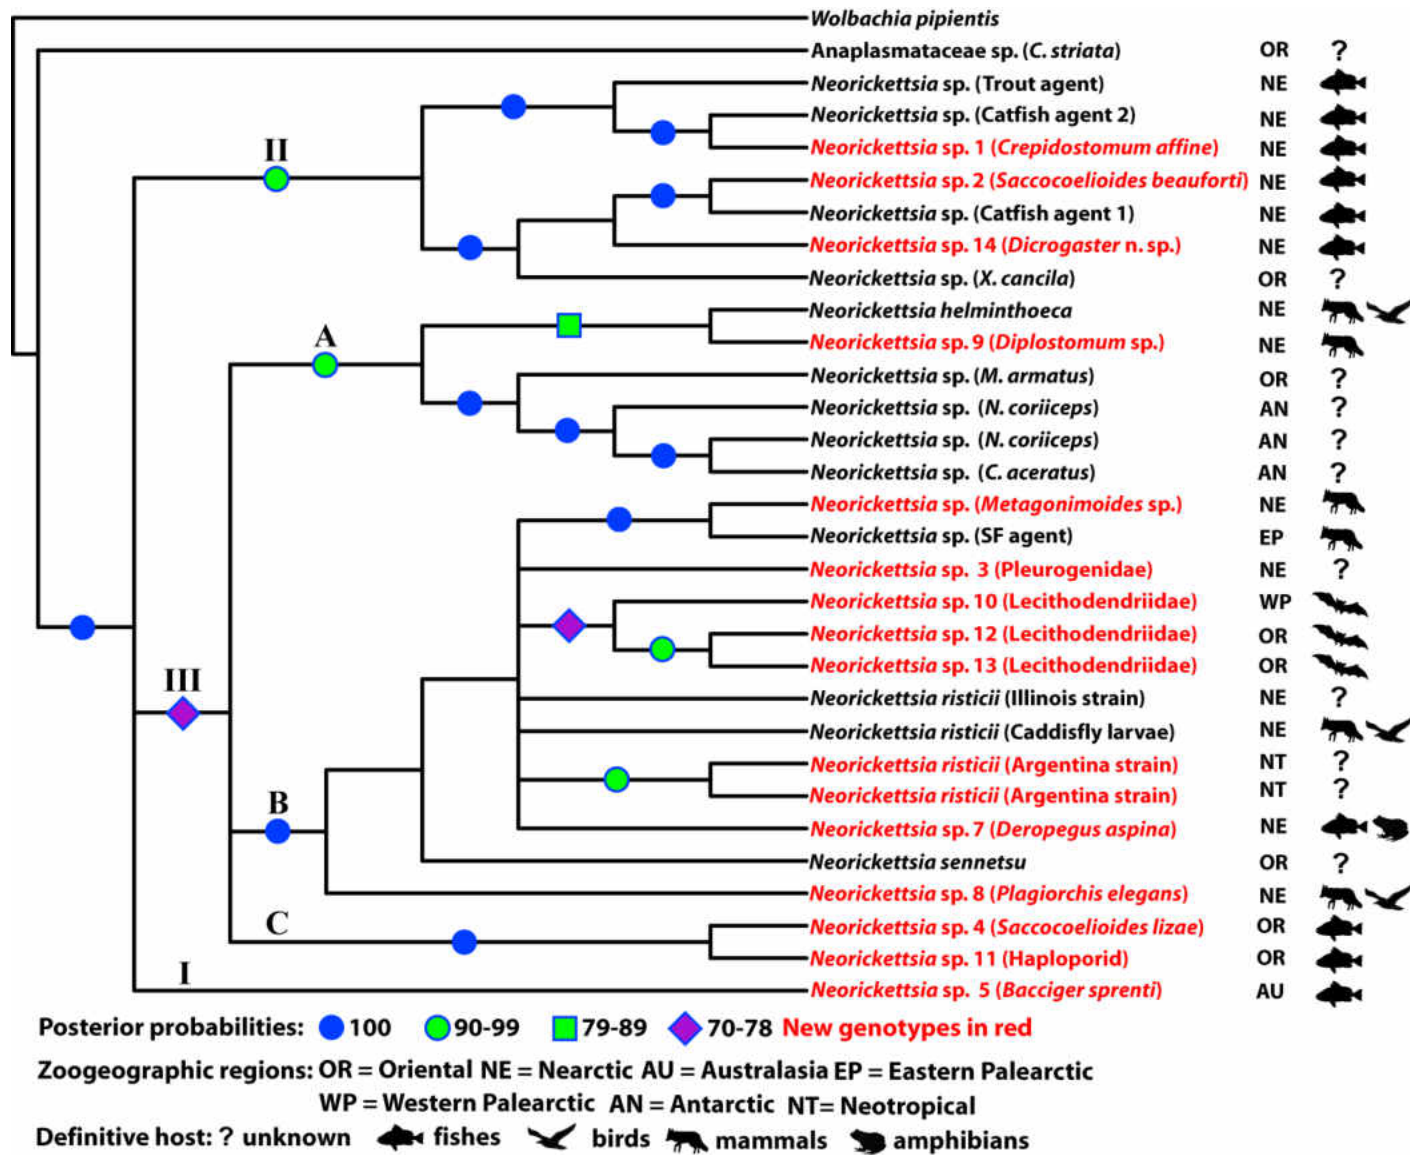 Wolbachia pipientis
Anaplasmataceae sp. (C. striata) OR ?
Neorickettsia sp. (Trout agent) NE
Neorickettsia sp. (Catfish agent 2) NE
II
Neorickettsia sp. 1 (Crepidostomum affine) NE
Neorickettsia sp. 2 (Saccocoelioides beauforti) NE
Neorickettsia sp. (Catfish agent 1) NE
Neorickettsia sp. 14 (Dicrogaster n. sp.) NE
Neorickettsia sp. (X. cancila) OR ?
Neorickettsia helminthoeca NE
A
Neorickettsia sp. 9 (Diplostomum sp.) NE
Neorickettsia sp. (M. armatus) OR ?
Neorickettsia sp. (N. coriiceps) AN ?
Neorickettsia sp. (N. coriiceps) AN ?
Neorickettsia sp. (C. aceratus) AN ?
Neorickettsia sp. (Metagonimoides sp.) NE
Neorickettsia sp. (SF agent) EP
Neorickettsia sp. 3 (Pleurogenidae) NE ?
Neorickettsia sp. 10 (Lecithodendriidae) WP
Neorickettsia sp. 12 (Lecithodendriidae) OR
Neorickettsia sp. 13 (Lecithodendriidae) OR
III
Neorickettsia risticii (Illinois strain) NE ?
Neorickettsia risticii (Caddisfly larvae) NE
Neorickettsia risticii (Argentina strain) NT ?
Neorickettsia risticii (Argentina strain) NT ?
B
Neorickettsia sp. 7 (Deropegus aspina) NE
Neorickettsia sennetsu OR ?
Neorickettsia sp. 8 (Plagiorchis elegans) NE
C
Neorickettsia sp. 4 (Saccocoelioides lizae) OR
Neorickettsia sp. 11 (Haploporid) OR
I
Neorickettsia sp. 5 (Bacciger sprenti) AU
Posterior probabilities: 100 90-99 79-89 70-78 New genotypes in red
Zoogeographic regions: OR = Oriental NE = Nearctic AU = Australasia EP = Eastern Palearctic
WP = Western Palearctic AN = Antarctic NT= Neotropical
Definitive host: ? unknown fishes birds mammals amphibians